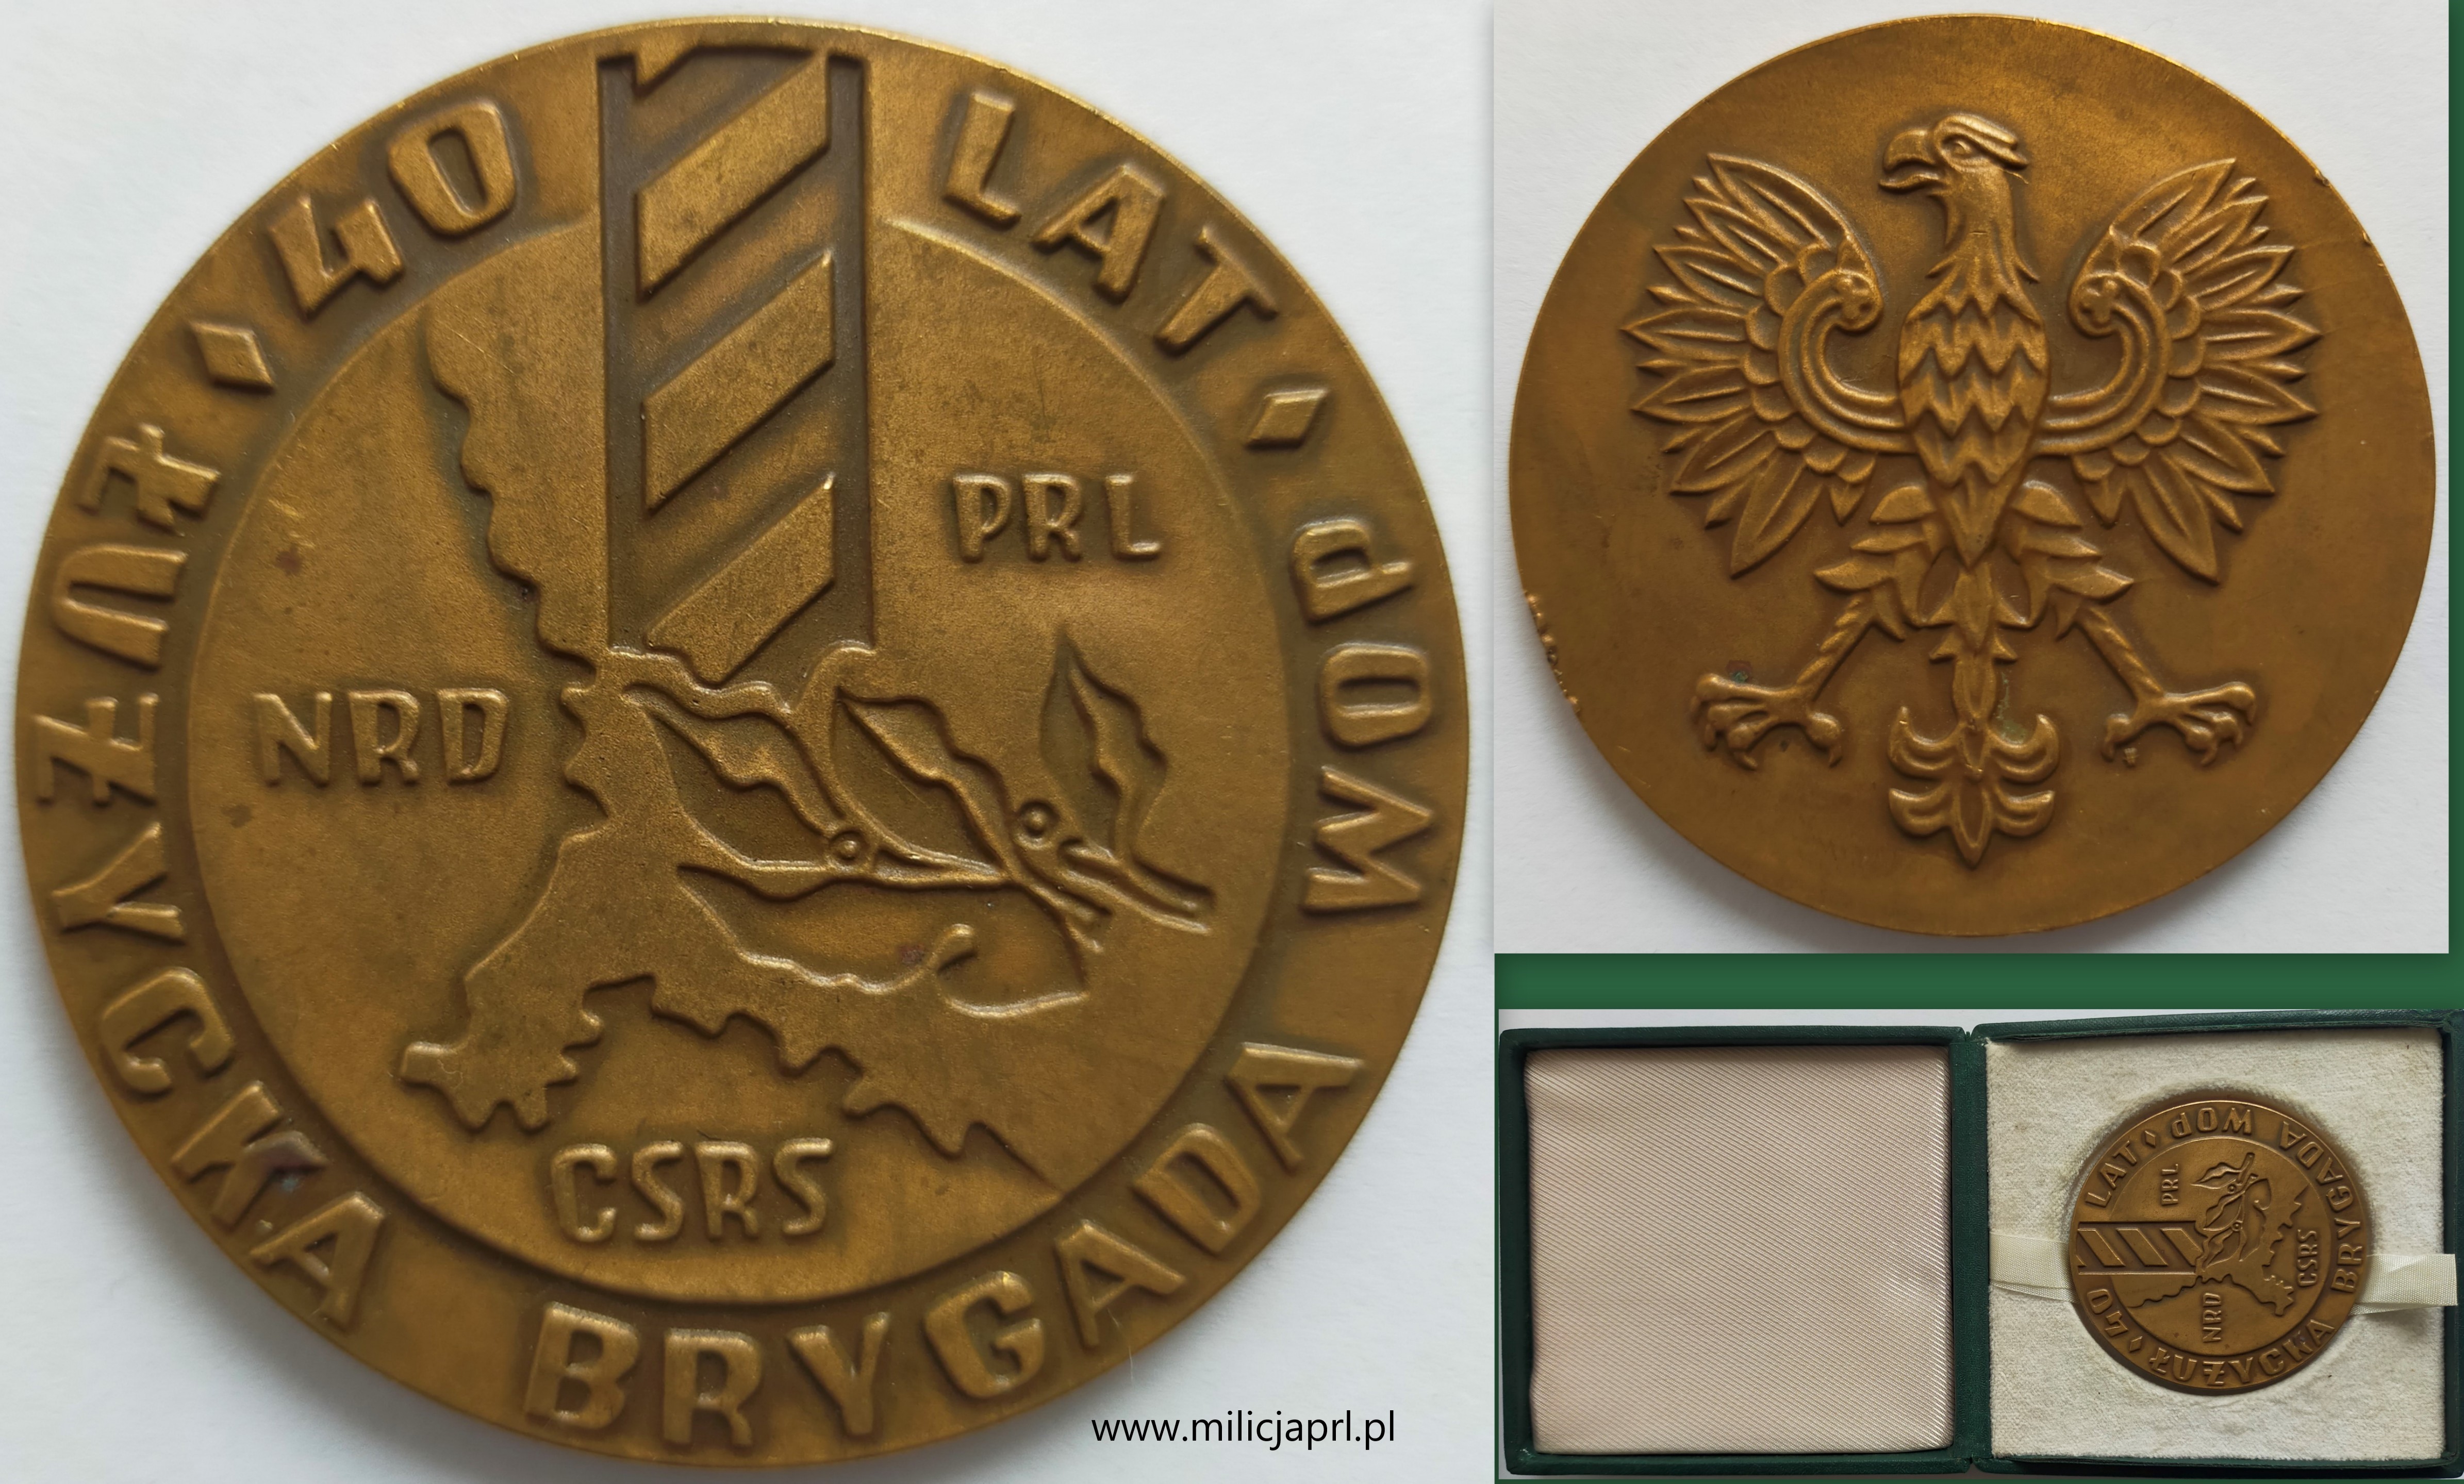 40 LAT
ŁUŻYCKA BRYGADA WOP
PRL
NRD
CSRS
40 LAT
ŁUŻYCKA BRYGADA WOP
PRL
NRD
CSRS
www.milicjaprl.pl